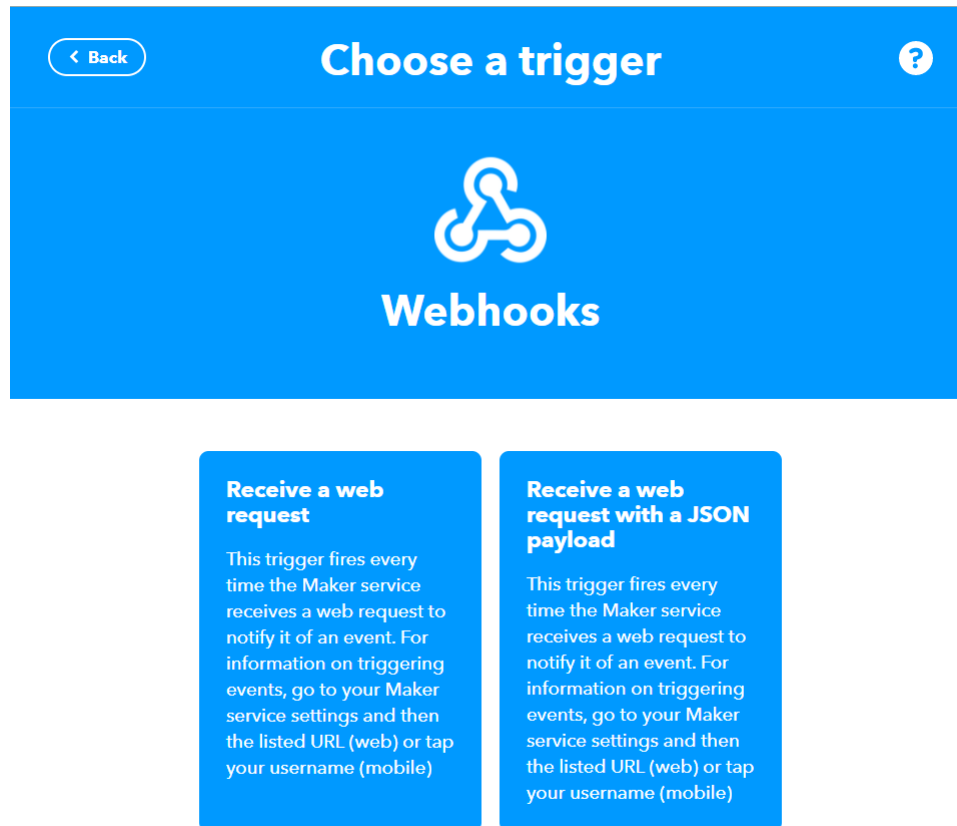 Back
Choose a trigger
?
Webhooks
Receive a web
request
This trigger fires every
time the Maker service
receives a web request to
notify it of an event. For
information on triggering
events, go to your Maker
service settings and then
the listed URL (web) or tap
your username (mobile)
Receive a web
request with a JSON
payload
This trigger fires every
time the Maker service
receives a web request to
notify it of an event. For
information on triggering
events, go to your Maker
service settings and then
the listed URL (web) or tap
your username (mobile)